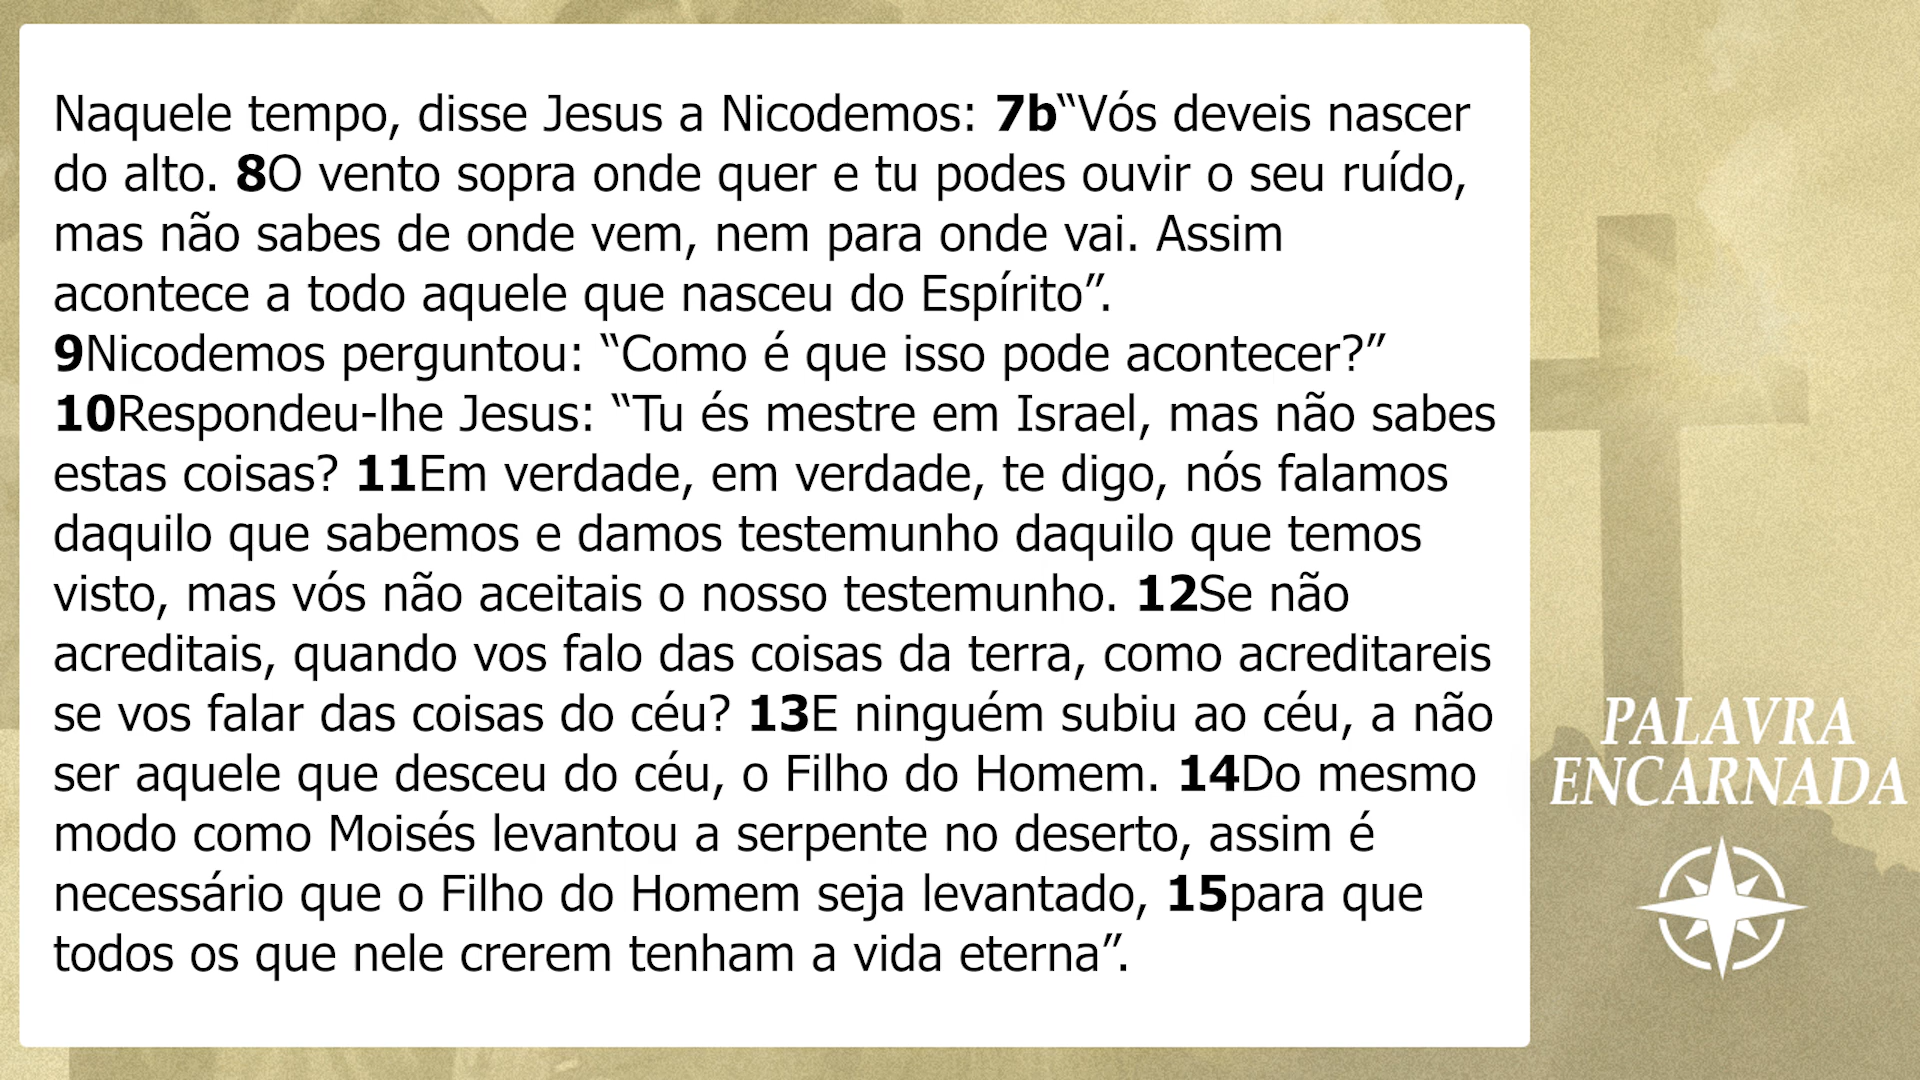 Naquele tempo, disse Jesus a Nicodemos: 7b“Vós deveis nascer
do alto. 8O vento sopra onde quer e tu podes ouvir o seu ruído,
mas não sabes de onde vem, nem para onde vai. Assim
acontece a todo aquele que nasceu do Espírito”.
9Nicodemos perguntou: “Como é que isso pode acontecer?”
10Respondeu-lhe Jesus: “Tu és mestre em Israel, mas não sabes
estas coisas? 11Em verdade, em verdade, te digo, nós falamos
daquilo que sabemos e damos testemunho daquilo que temos
visto, mas vós não aceitais o nosso testemunho. 12Se não
acreditais, quando vos falo das coisas da terra, como acreditareis
se vos falar das coisas do céu? 13E ninguém subiu ao céu, a não
ser aquele que desceu do céu, o Filho do Homem. 14Do mesmo
modo como Moisés levantou a serpente no deserto, assim é
necessário que o Filho do Homem seja levantado, 15para que
todos os que nele crerem tenham a vida eterna”.
PALAVRA
ENCARNADA